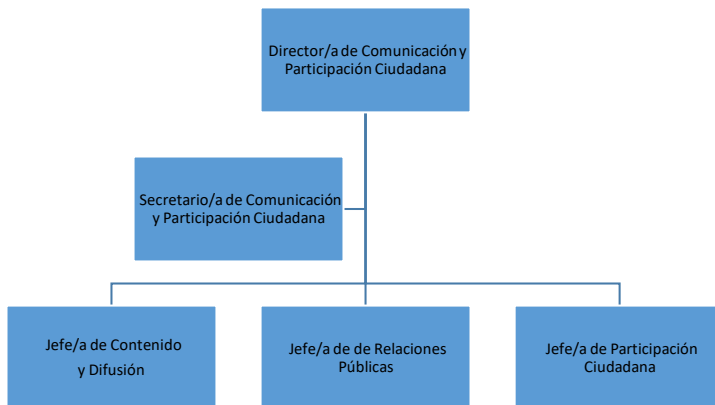 Director/a de Comunicación y
Participación Ciudadana
Secretario/a de Comunicación
y Participación Ciudadana
Jefe/a de Contenido
y Difusión
Jefe/a de de Relaciones
Públicas
Jefe/a de Participación
Ciudadana